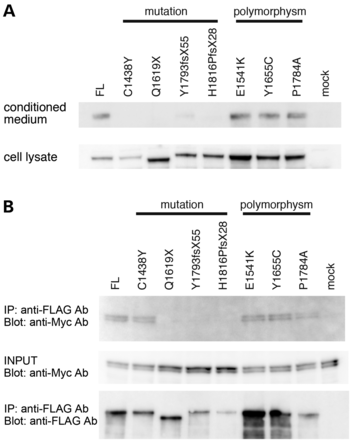 A
mutation
polymorphysm
FL
C1438Y
Q1619X
Y1793fsX55
H1816PfsX28
E1541K
Y1655C
P1784A
mock
conditioned
medium
cell lysate
B
mutation
polymorphysm
FL
C1438Y
Q1619X
Y1793fsX55
H1816PfsX28
E1541K
Y1655C
P1784A
mock
IP: anti-FLAG Ab
Blot: anti-Myc Ab
INPUT
Blot: anti-Myc Ab
IP: anti-FLAG Ab
Blot: anti-FLAG Ab